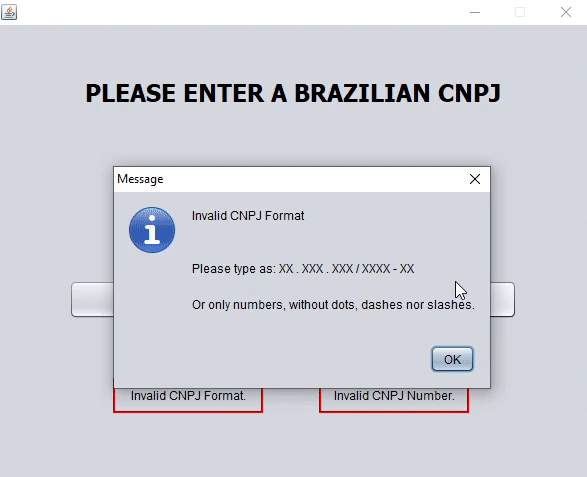 PLEASE ENTER A BRAZILIAN CNPJ
Message
Invalid CNPJ Format
Please type as: XX . XXX . XXX / XXXX - XX
Or only numbers, without dots, dashes nor slashes.
OK
Invalid CNPJ Format.
Invalid CNPJ Number.